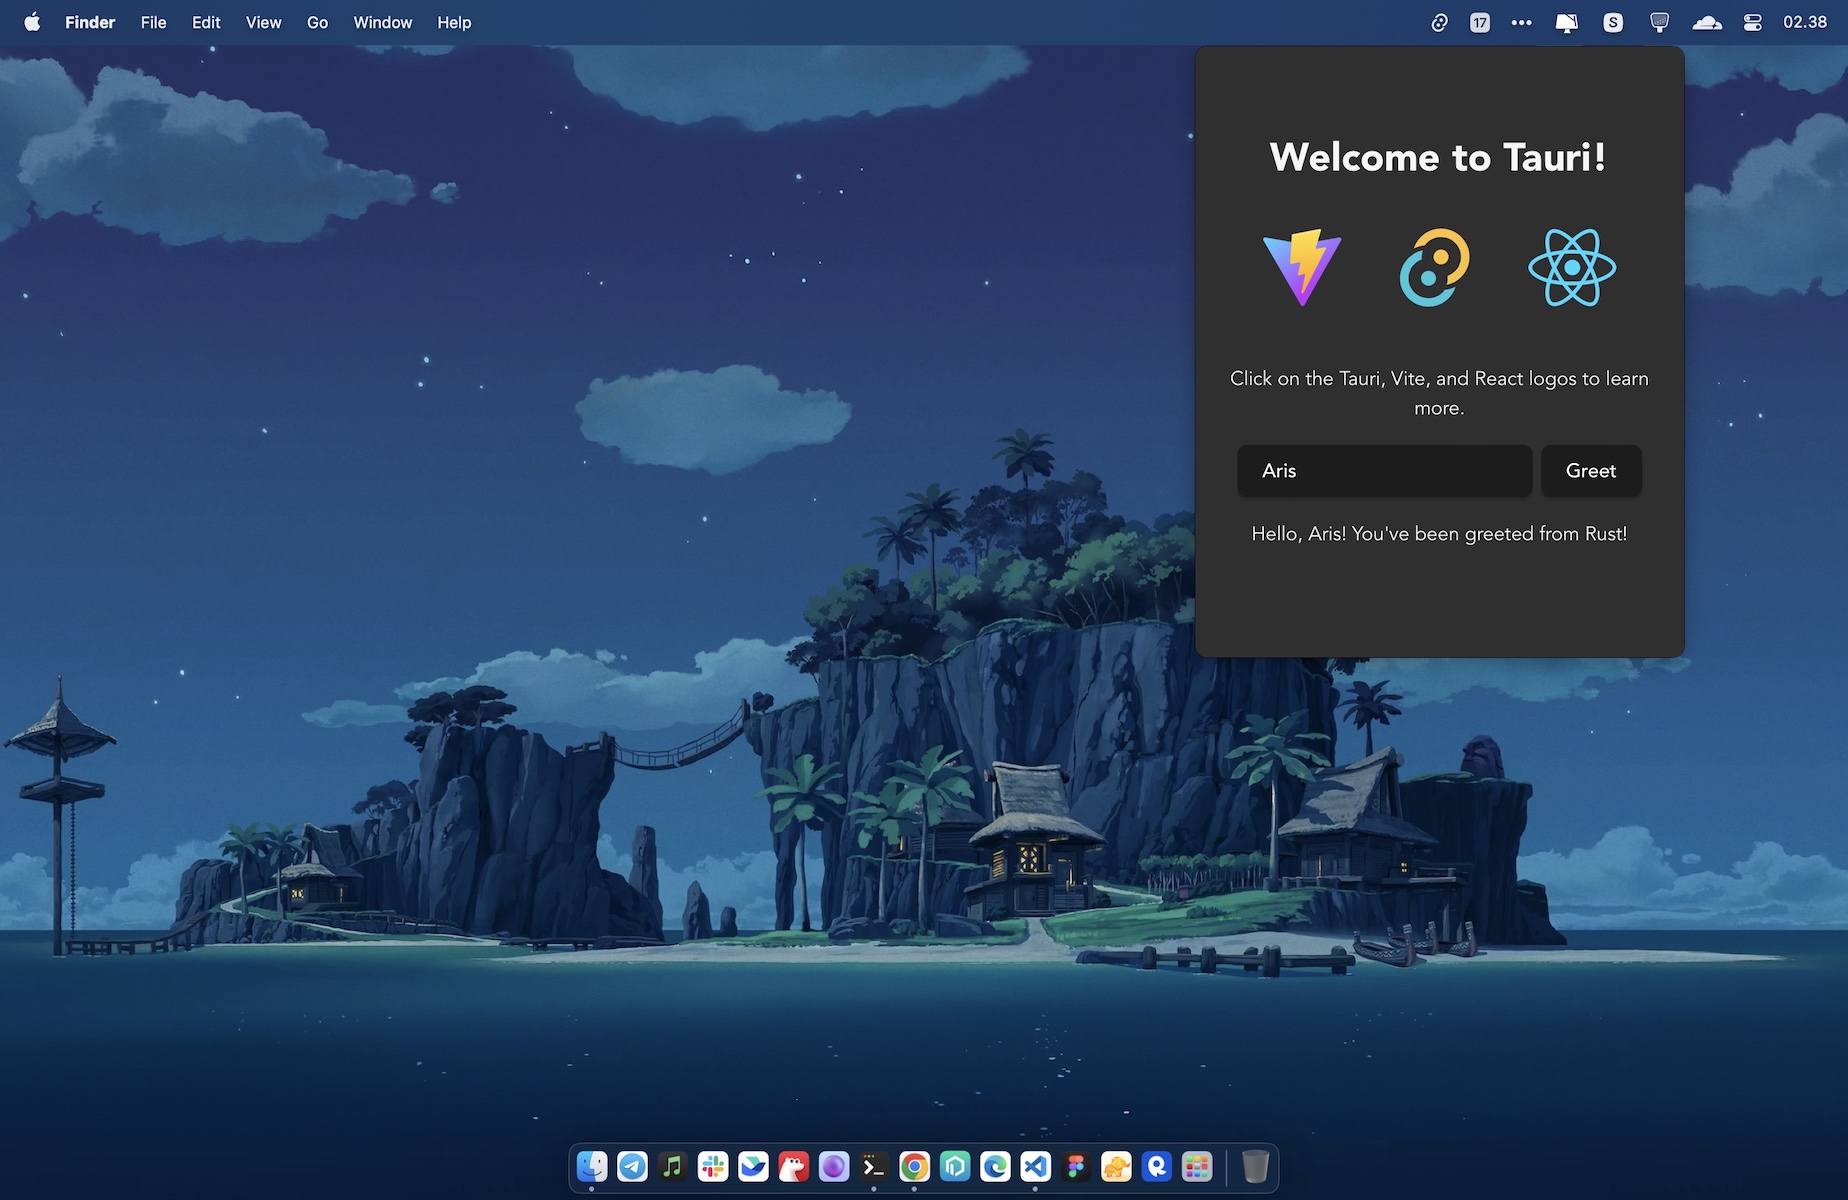 Finder File Edit View Go Window Help 17 S 02.38
Welcome to Tauri!
Click on the Tauri, Vite, and React logos to learn
more.
Aris Greet
Hello, Aris! You've been greeted from Rust!